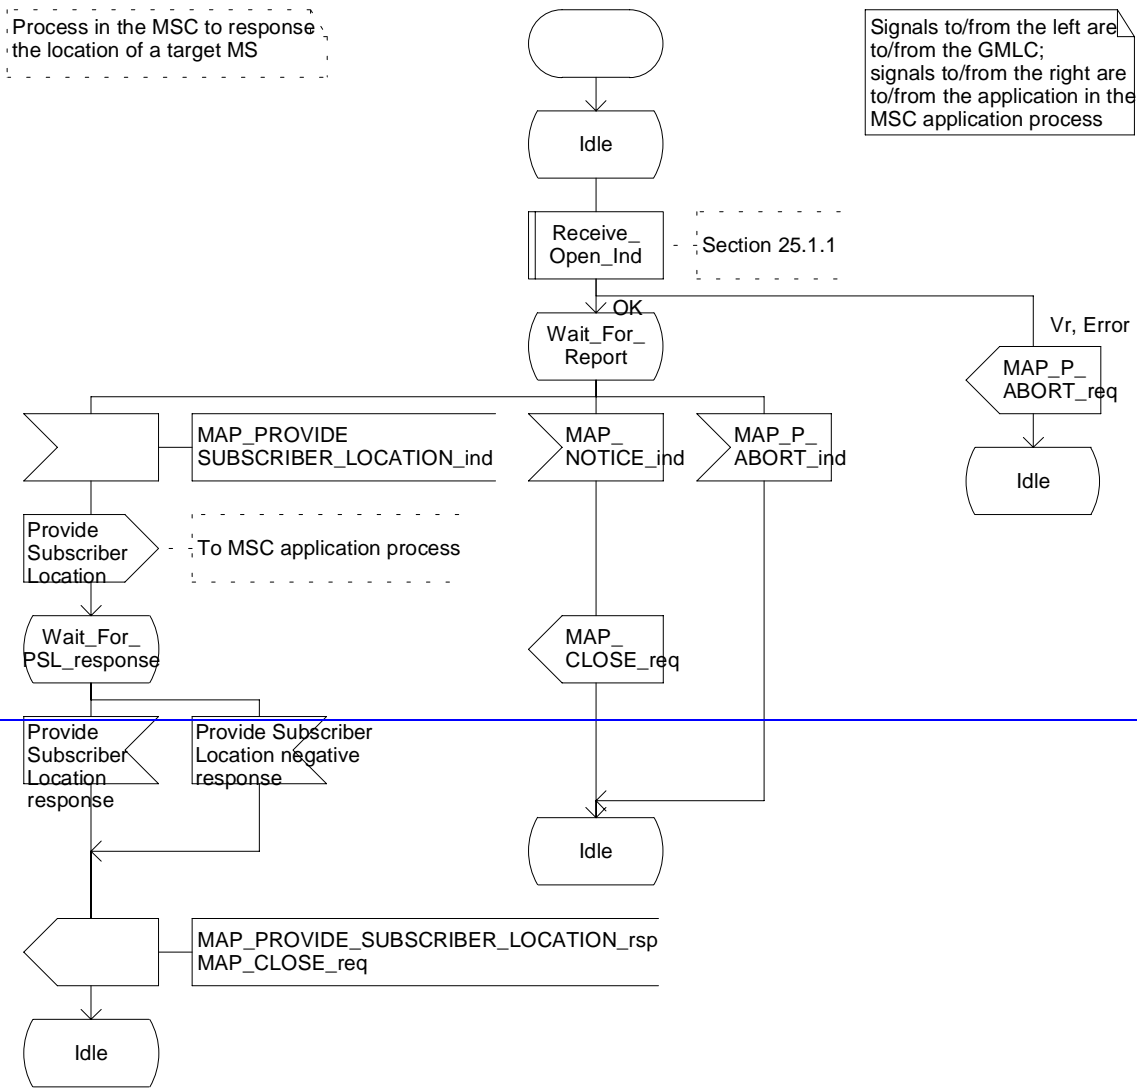 Process in the MSC to response
the location of a target MS
Signals to/from the left are
to/from the GMLC;
signals to/from the right are
to/from the application in the
MSC application process
Idle
Receive_
Open_Ind
Section 25.1.1
OK
Vr, Error
Wait_For_
Report
MAP_P_
ABORT_req
Idle
MAP_PROVIDE
SUBSCRIBER_LOCATION_ind
MAP_
NOTICE_ind
MAP_P_
ABORT_ind
Provide
Subscriber
Location
To MSC application process
Wait_For_
PSL_response
MAP_
CLOSE_req
Provide
Subscriber
Location
response
Provide Subscriber
Location negative
response
Idle
MAP_PROVIDE_SUBSCRIBER_LOCATION_rsp
MAP_CLOSE_req
Idle